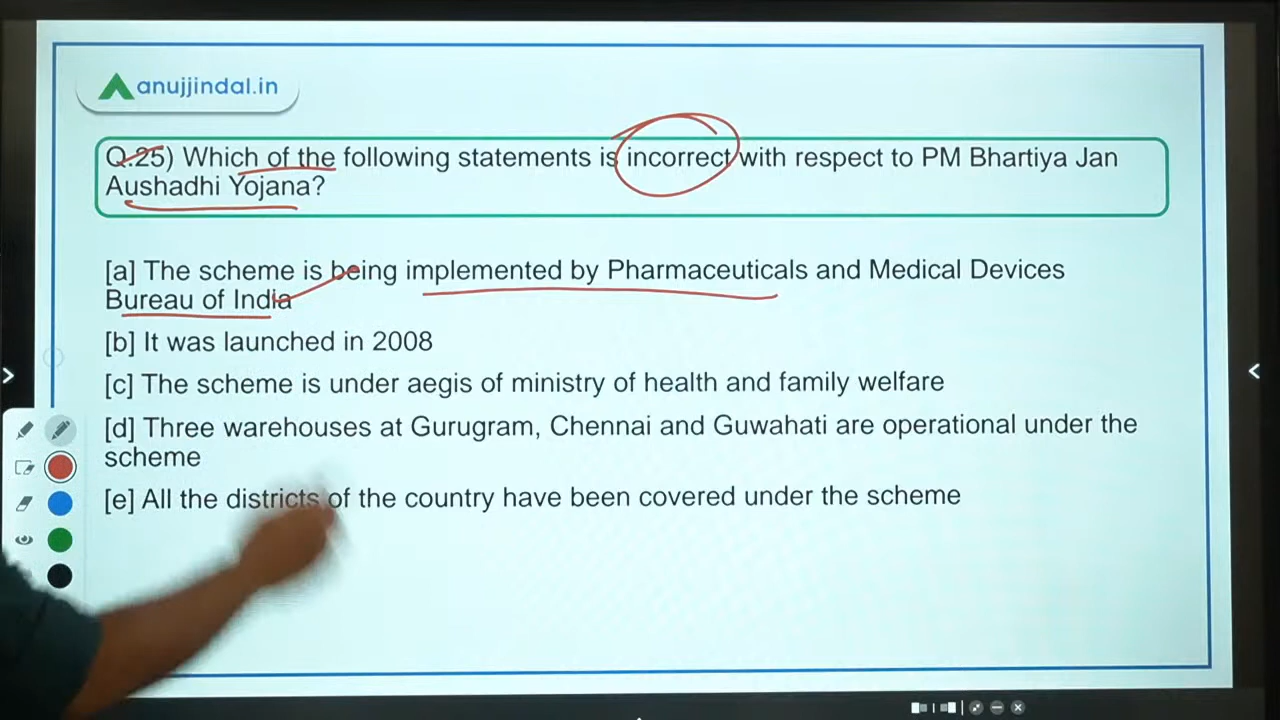 anujjindal.in
Q.25) Which of the following statements is incorrect with respect to PM Bhartiya Jan
Aushadhi Yojana?
[a] The scheme is being implemented by Pharmaceuticals and Medical Devices
Bureau of India
[b] It was launched in 2008
[c] The scheme is under aegis of ministry of health and family welfare
[d] Three warehouses at Gurugram, Chennai and Guwahati are operational under the
scheme
[e] All the districts of the country have been covered under the scheme